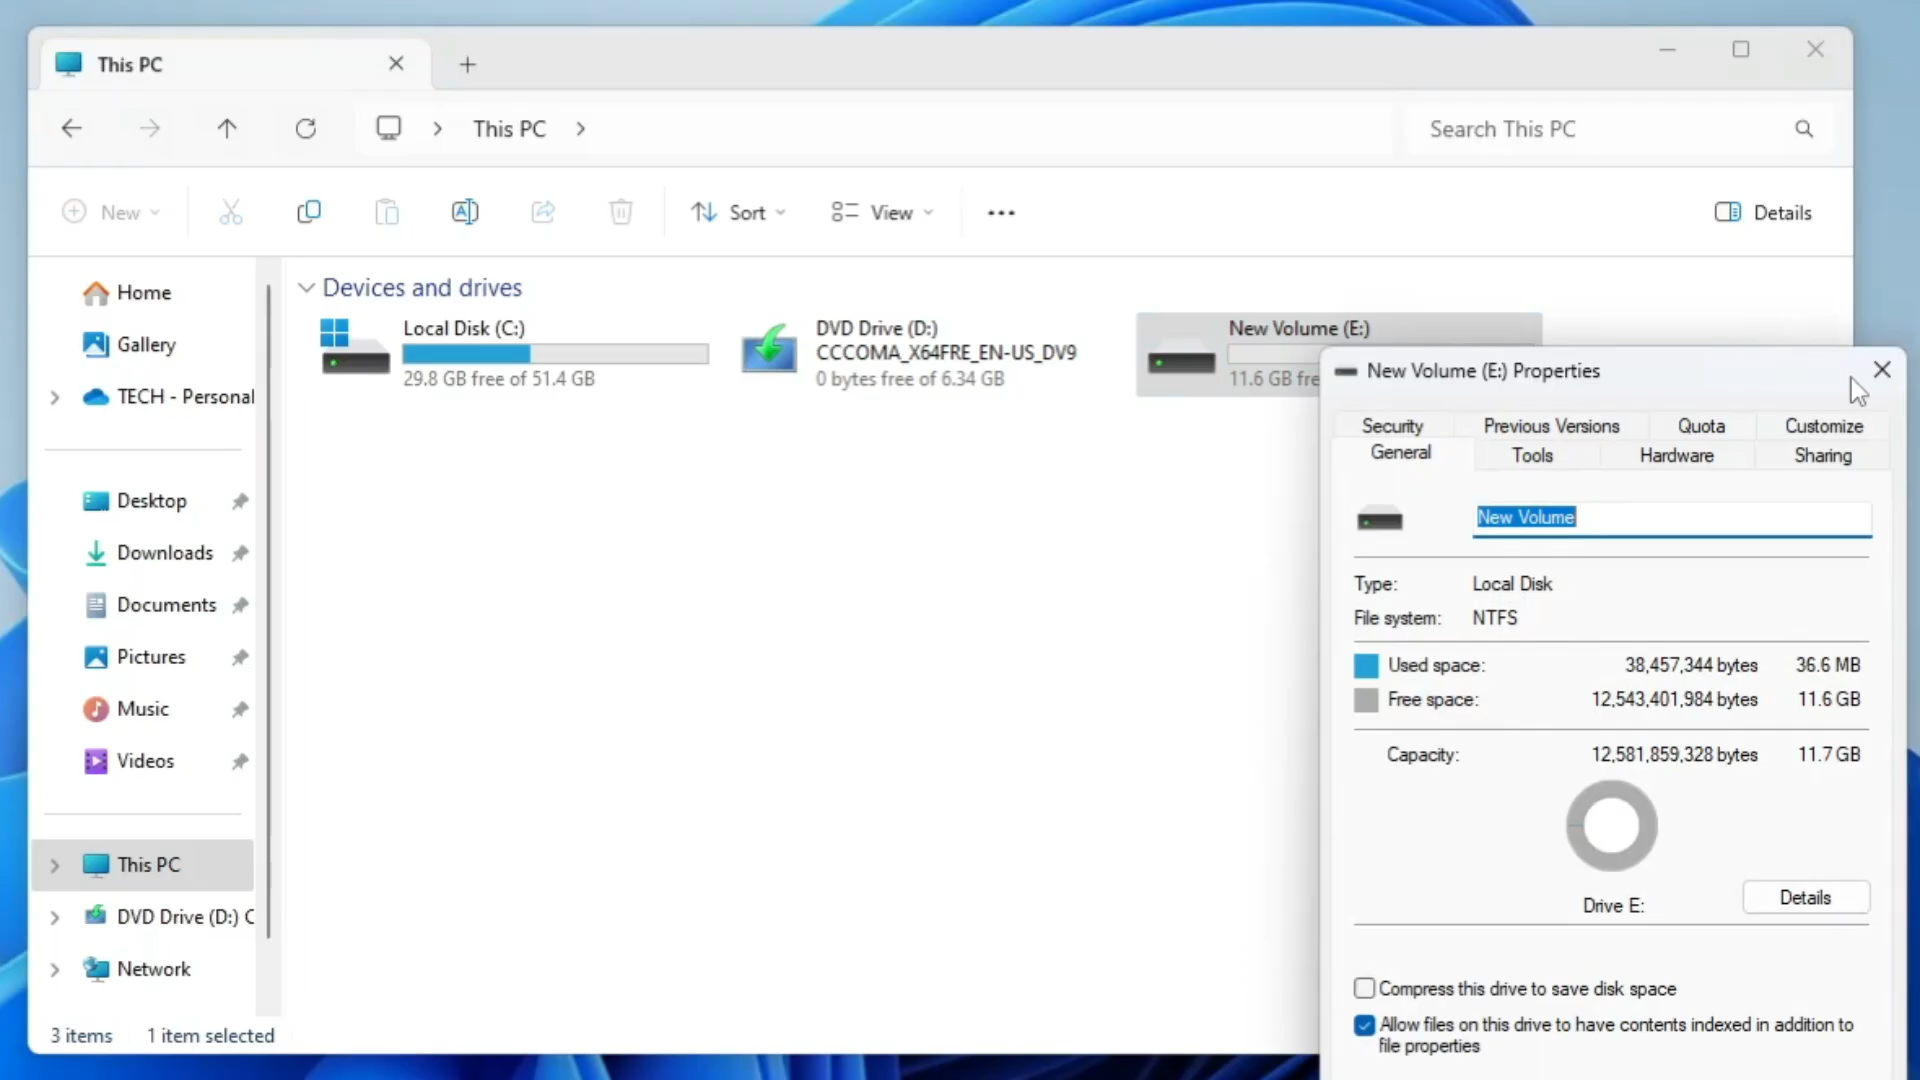 This PC
This PC
Search This PC
New
Sort
View
Details
Home
Gallery
TECH - Personal
Desktop
Downloads
Documents
Pictures
Music
Videos
This PC
DVD Drive (D:) C
Network
3 items 1 item selected
Devices and drives
Local Disk (C:)
29.8 GB free of 51.4 GB
DVD Drive (D:)
CCCOMA_X64FRE_EN-US_DV9
0 bytes free of 6.34 GB
New Volume (E:)
11.6 GB fre
New Volume (E:) Properties
Security Previous Versions Quota Customize
General Tools Hardware Sharing
New Volume
Type: Local Disk
File system: NTFS
Used space: 38,457,344 bytes 36.6 MB
Free space: 12,543,401,984 bytes 11.6 GB
Capacity: 12,581,859,328 bytes 11.7 GB
Drive E:
Details
Compress this drive to save disk space
Allow files on this drive to have contents indexed in addition to
file properties